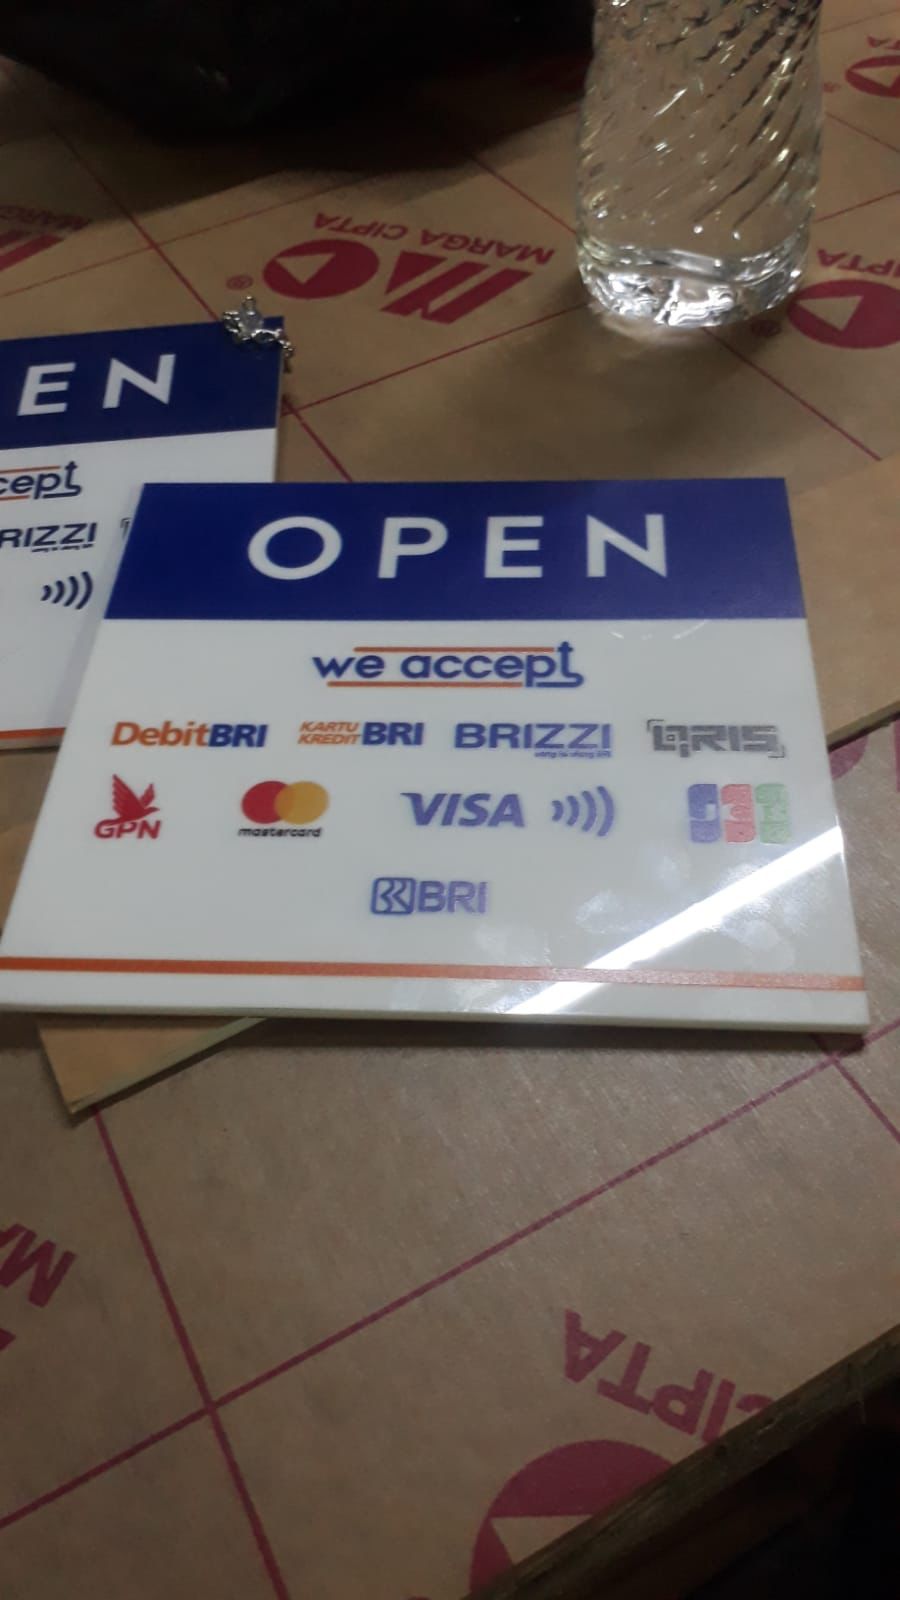 MARGA CIPTA
OPEN
we accept
DebitBRI KARTU KREDIT BRI BRIZZI QRIS
GPN mastercard VISA JCB
BRI
EN
cept
RIZZI
CIPTA